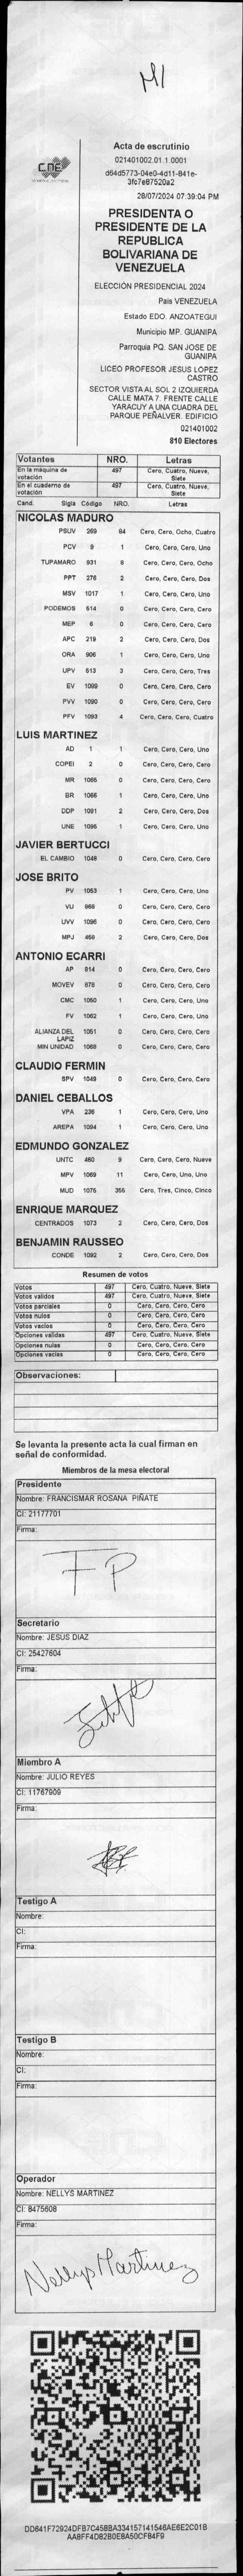 M1
CNE
Acta de escrutinio
021401002.01.1.0001
d64d5773-04e0-4d11-841e-
3fc7e87520a2
28/07/2024 07:39:04 PM
PRESIDENTA O
PRESIDENTE DE LA
REPUBLICA
BOLIVARIANA DE
VENEZUELA
ELECCIÓN PRESIDENCIAL 2024
País VENEZUELA
Estado EDO. ANZOATEGUI
Municipio MP. GUANIPA
Parroquia PQ. SAN JOSE DE
GUANIPA
LICEO PROFESOR JESUS LOPEZ
CASTRO
SECTOR VISTA AL SOL 2 IZQUIERDA
CALLE MATA 7. FRENTE CALLE
YARACUY A UNA CUADRA DEL
PARQUE PEÑALVER. EDIFICIO
021401002
810 Electores
Votantes NRO. Letras
En la máquina de votación 497 Cero, Cuatro, Nueve, Siete
En el cuaderno de votación 497 Cero, Cuatro, Nueve, Siete
Cand. Sigla Código NRO. Letras
NICOLAS MADURO
PSUV 269 84 Cero, Cero, Ocho, Cuatro
PCV 9 1 Cero, Cero, Cero, Uno
TUPAMARO 931 8 Cero, Cero, Cero, Ocho
PPT 276 2 Cero, Cero, Cero, Dos
MSV 1017 1 Cero, Cero, Cero, Uno
PODEMOS 514 0 Cero, Cero, Cero, Cero
MEP 6 0 Cero, Cero, Cero, Cero
APC 219 2 Cero, Cero, Cero, Dos
ORA 906 1 Cero, Cero, Cero, Uno
UPV 513 3 Cero, Cero, Cero, Tres
EV 1099 0 Cero, Cero, Cero, Cero
PVV 1090 0 Cero, Cero, Cero, Cero
PFV 1093 4 Cero, Cero, Cero, Cuatro
LUIS MARTINEZ
AD 1 1 Cero, Cero, Cero, Uno
COPEI 2 0 Cero, Cero, Cero, Cero
MR 1065 0 Cero, Cero, Cero, Cero
BR 1066 1 Cero, Cero, Cero, Uno
DDP 1091 2 Cero, Cero, Cero, Dos
UNE 1095 1 Cero, Cero, Cero, Uno
JAVIER BERTUCCI
EL CAMBIO 1048 0 Cero, Cero, Cero, Cero
JOSE BRITO
PV 1053 1 Cero, Cero, Cero, Uno
VU 966 0 Cero, Cero, Cero, Cero
UVV 1096 0 Cero, Cero, Cero, Cero
MPJ 459 2 Cero, Cero, Cero, Dos
ANTONIO ECARRI
AP 914 0 Cero, Cero, Cero, Cero
MOVEV 878 0 Cero, Cero, Cero, Cero
CMC 1050 1 Cero, Cero, Cero, Uno
FV 1062 1 Cero, Cero, Cero, Uno
ALIANZA DEL LAPIZ 1051 0 Cero, Cero, Cero, Cero
MIN UNIDAD 1068 0 Cero, Cero, Cero, Cero
CLAUDIO FERMIN
SPV 1049 0 Cero, Cero, Cero, Cero
DANIEL CEBALLOS
VPA 236 1 Cero, Cero, Cero, Uno
AREPA 1094 1 Cero, Cero, Cero, Uno
EDMUNDO GONZALEZ
UNTC 460 9 Cero, Cero, Cero, Nueve
MPV 1069 11 Cero, Cero, Uno, Uno
MUD 1075 355 Cero, Tres, Cinco, Cinco
ENRIQUE MARQUEZ
CENTRADOS 1073 2 Cero, Cero, Cero, Dos
BENJAMIN RAUSSEO
CONDE 1092 2 Cero, Cero, Cero, Dos
Resumen de votos
Votos 497 Cero, Cuatro, Nueve, Siete
Votos validos 497 Cero, Cuatro, Nueve, Siete
Votos parciales 0 Cero, Cero, Cero, Cero
Votos nulos 0 Cero, Cero, Cero, Cero
Votos vacios 0 Cero, Cero, Cero, Cero
Opciones validas 497 Cero, Cuatro, Nueve, Siete
Opciones nulas 0 Cero, Cero, Cero, Cero
Opciones vacias 0 Cero, Cero, Cero, Cero
Observaciones:
Se levanta la presente acta la cual firman en
señal de conformidad.
Miembros de la mesa electoral
Presidente
Nombre: FRANCISMAR ROSANA PIÑATE
CI: 21177701
Firma:
FP
Secretario
Nombre: JESUS DIAZ
CI: 25427604
Firma:
Miembro A
Nombre: JULIO REYES
CI: 11767909
Firma:
Testigo A
Nombre:
CI:
Firma:
Testigo B
Nombre:
CI:
Firma:
Operador
Nombre: NELLYS MARTINEZ
CI: 8475608
Firma:
Nellys Martinez
DD641F72924DFB7C45BBA334157141546AE6E2C01B
AA8FF4D82B0E8A50CFB4F9